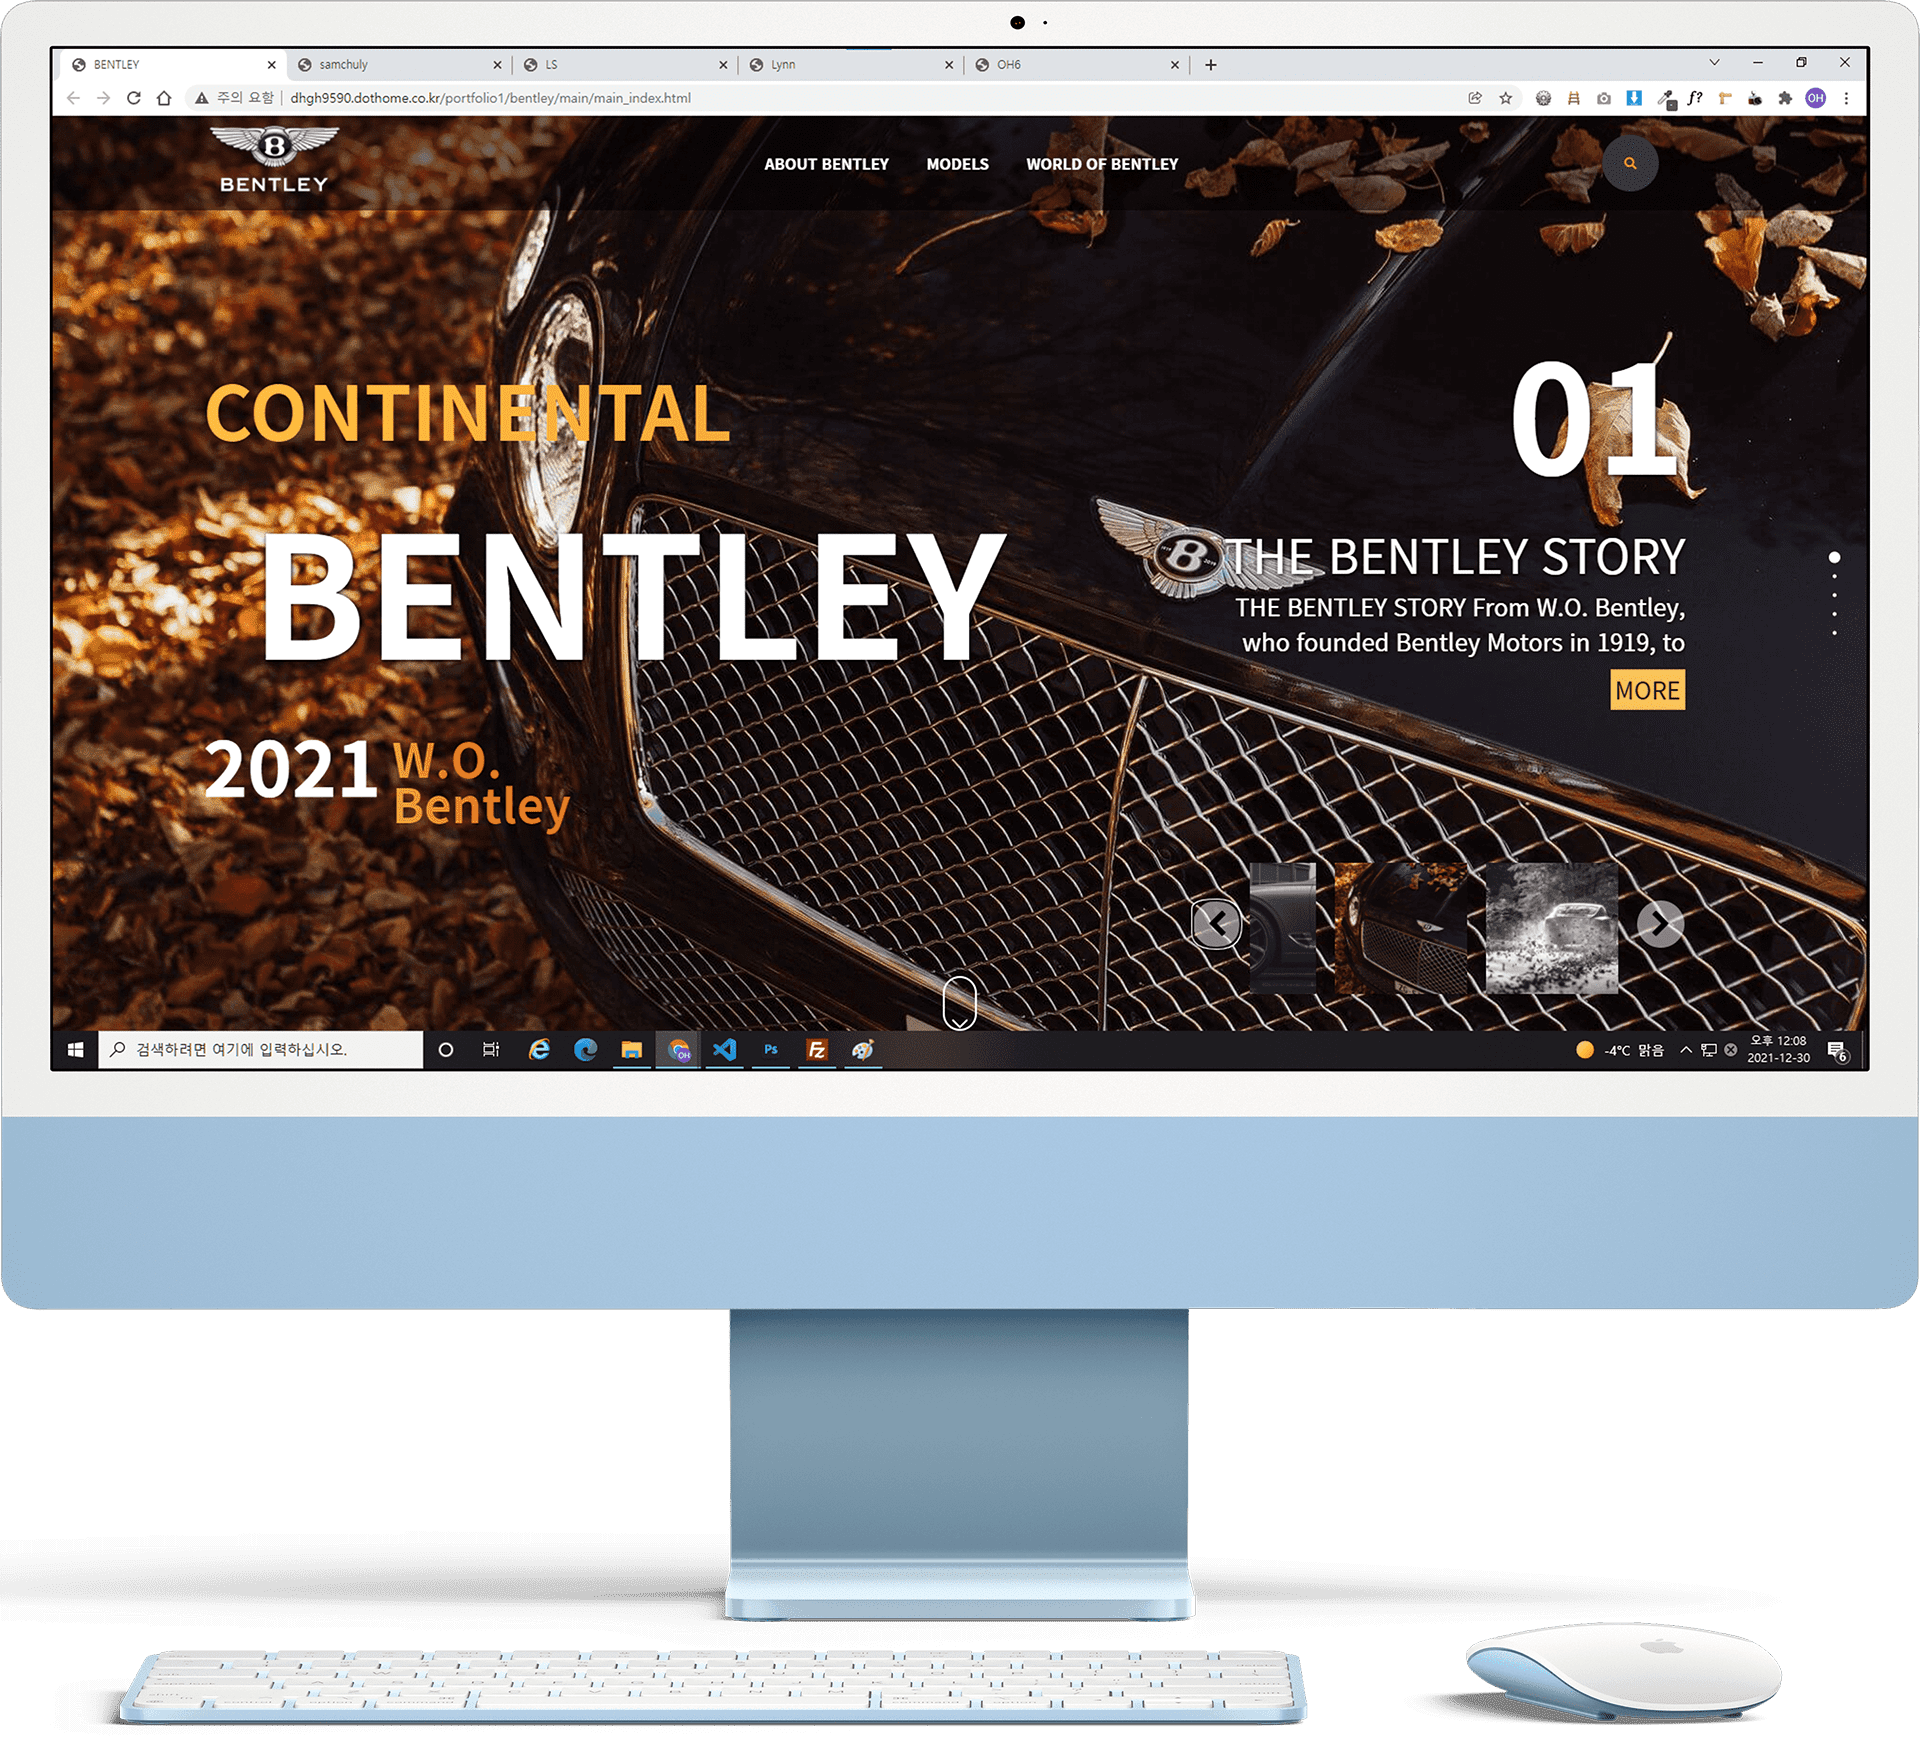 BENTLEY
samchuly
LS
Lynn
OH6
주의 요함
dhgh9590.dothome.co.kr/portfolio1/bentley/main/main_index.html
f?
OH
B
BENTLEY
ABOUT BENTLEY
MODELS
WORLD OF BENTLEY
CONTINENTAL
BENTLEY
2021 W.O.
Bentley
01
B
THE BENTLEY STORY
THE BENTLEY STORY From W.O. Bentley,
who founded Bentley Motors in 1919, to
MORE
검색하려면 여기에 입력하십시오.
OH
Ps
Fz
-4°C 맑음
오후 12:08
2021-12-30
6